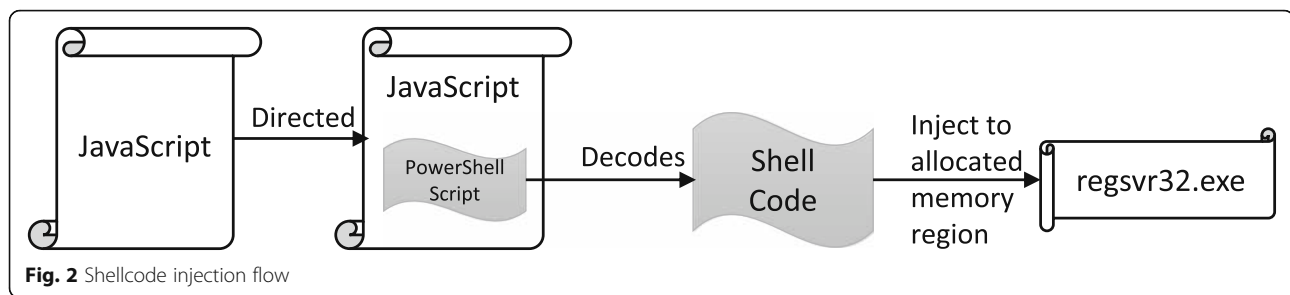 JavaScript
Directed
JavaScript
PowerShell
Script
Decodes
Shell
Code
Inject to
allocated
memory
region
regsvr32.exe
Fig. 2 Shellcode injection flow